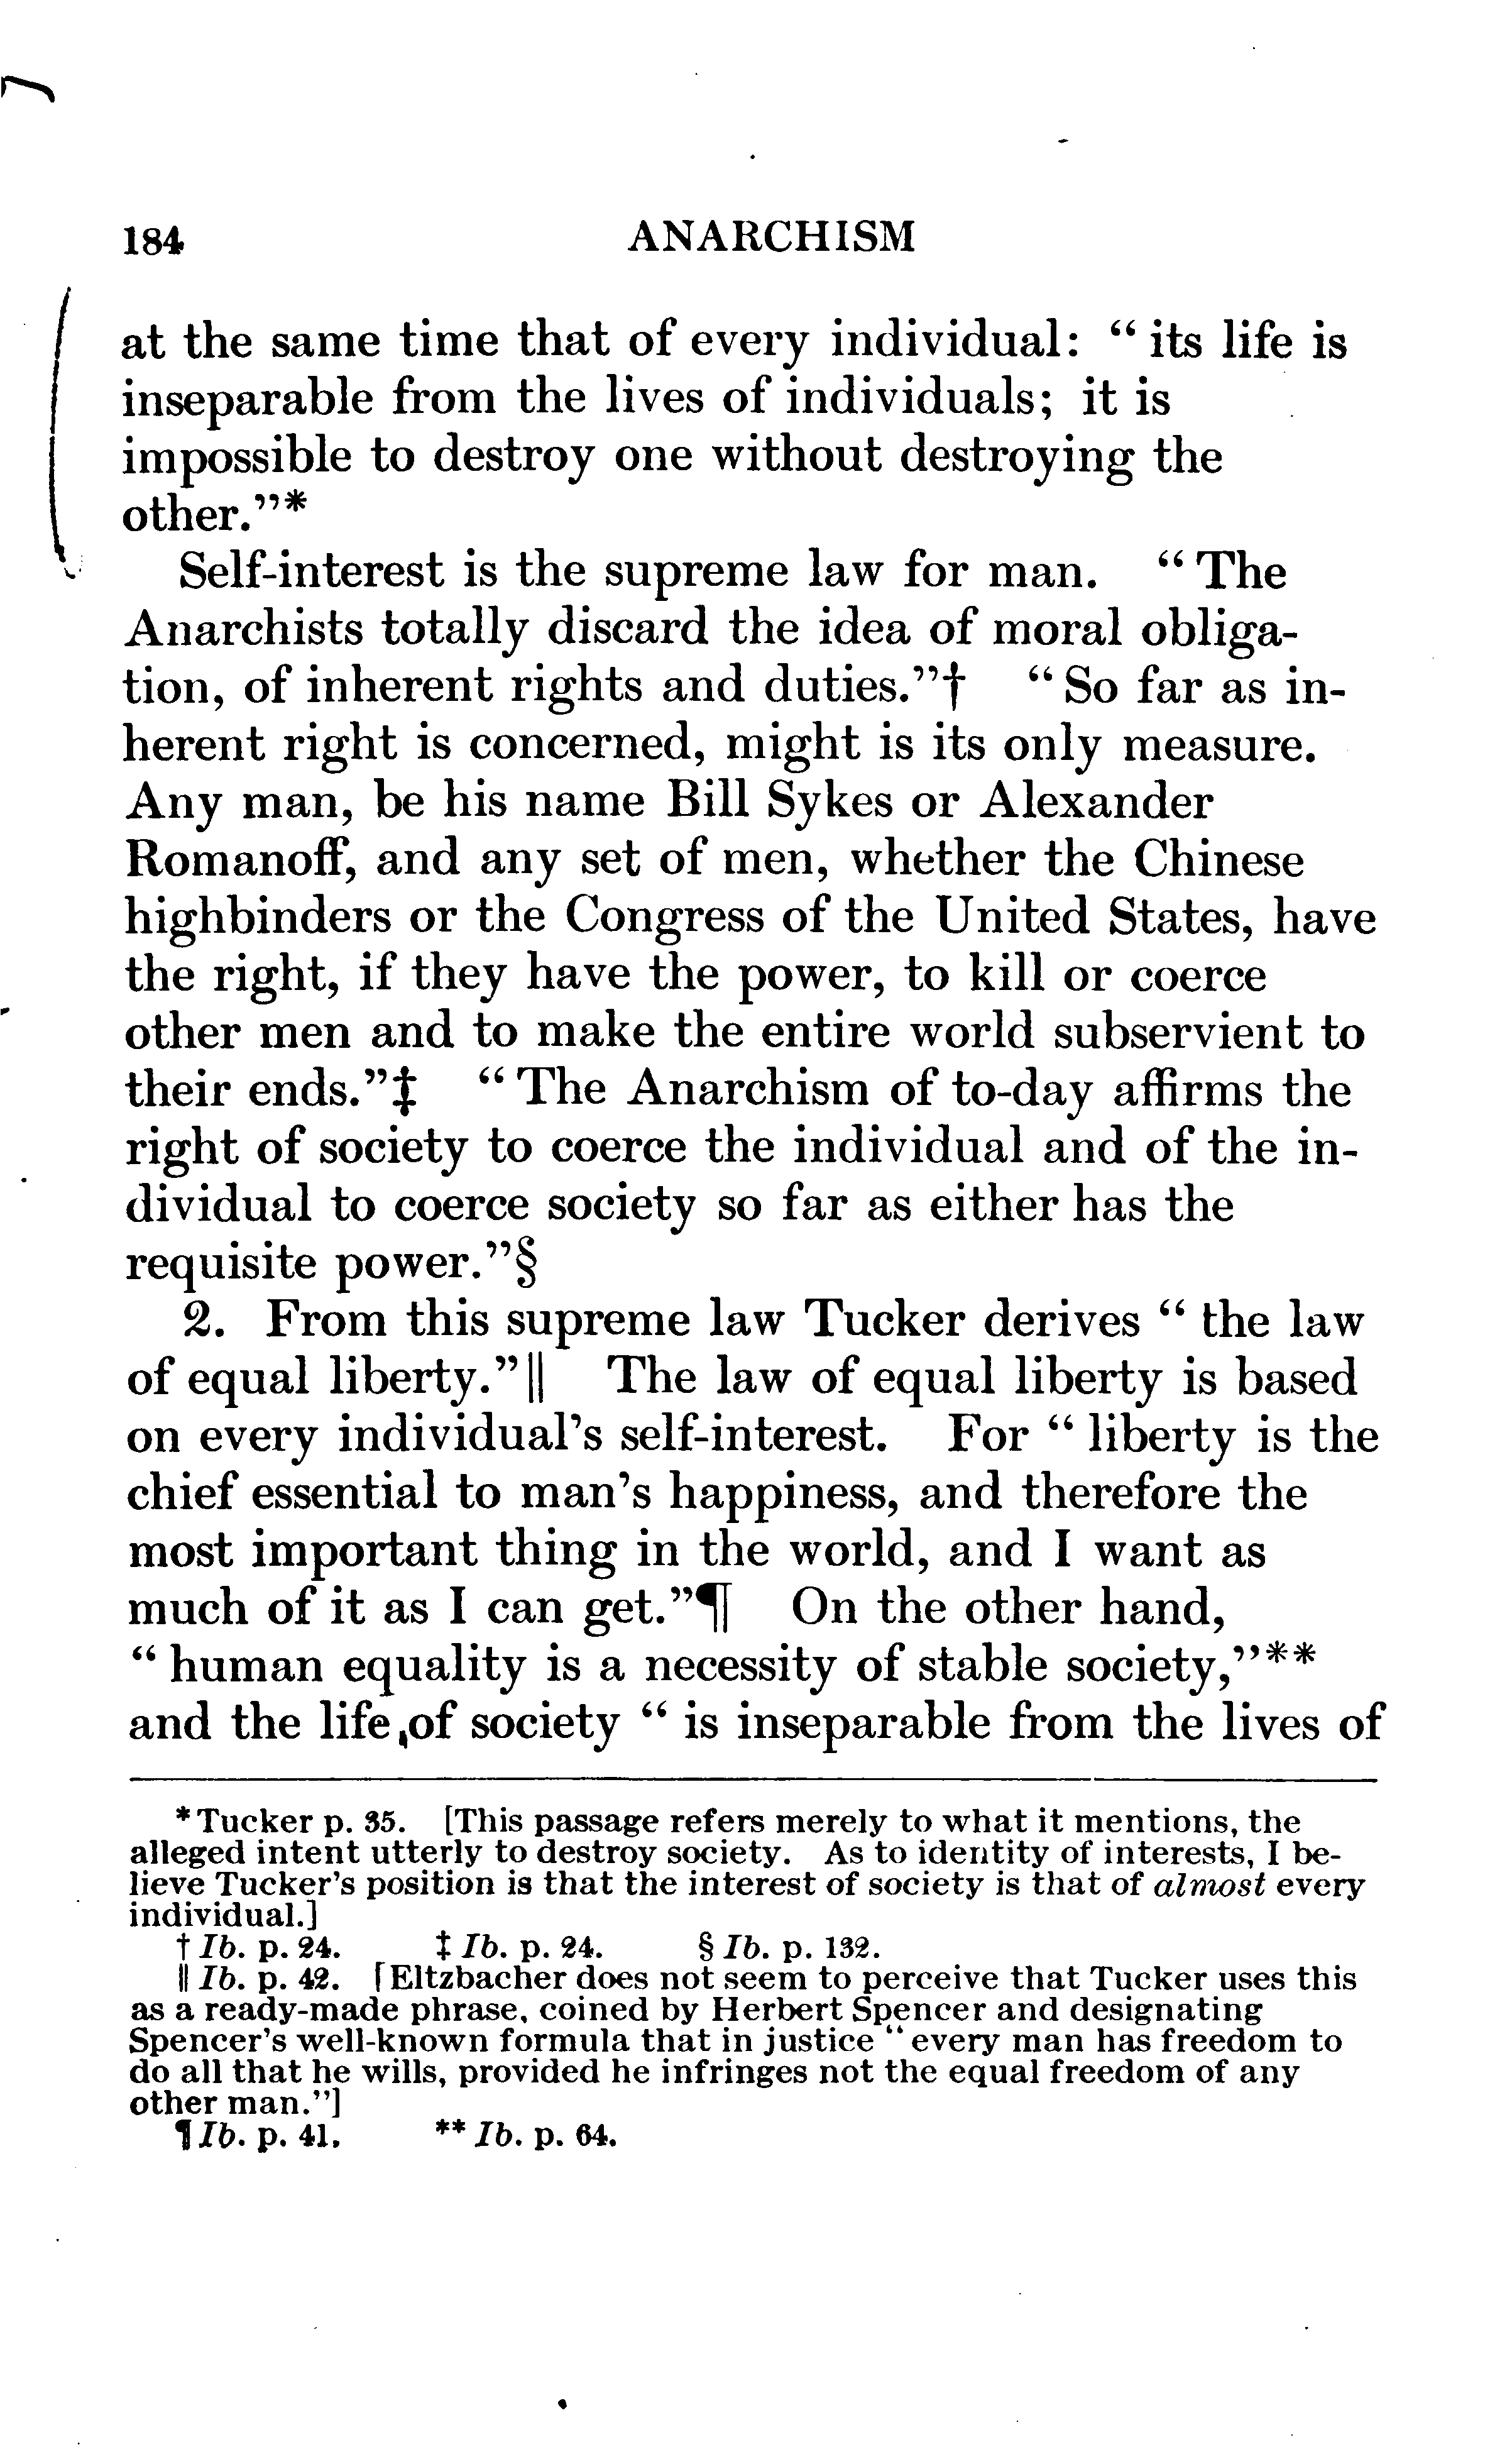 184 ANARCHISM
at the same time that of every individual: “ its life is
inseparable from the lives of individuals; it is
impossible to destroy one without destroying the
other.”*
Self-interest is the supreme law for man. “ The
Anarchists totally discard the idea of moral obliga-
tion, of inherent rights and duties.”† “ So far as in-
herent right is concerned, might is its only measure.
Any man, be his name Bill Sykes or Alexander
Romanoff, and any set of men, whether the Chinese
highbinders or the Congress of the United States, have
the right, if they have the power, to kill or coerce
other men and to make the entire world subservient to
their ends.”‡ “ The Anarchism of to-day affirms the
right of society to coerce the individual and of the in-
dividual to coerce society so far as either has the
requisite power.”§
2. From this supreme law Tucker derives “ the law
of equal liberty.”‖ The law of equal liberty is based
on every individual’s self-interest. For “ liberty is the
chief essential to man’s happiness, and therefore the
most important thing in the world, and I want as
much of it as I can get.”¶ On the other hand,
“ human equality is a necessity of stable society,”**
and the life of society “ is inseparable from the lives of
* Tucker p. 35. [This passage refers merely to what it mentions, the
alleged intent utterly to destroy society. As to identity of interests, I be-
lieve Tucker’s position is that the interest of society is that of almost every
individual.]
† Ib. p. 24. ‡ Ib. p. 24. § Ib. p. 132.
‖ Ib. p. 42. [Eltzbacher does not seem to perceive that Tucker uses this
as a ready-made phrase, coined by Herbert Spencer and designating
Spencer’s well-known formula that in justice “ every man has freedom to
do all that he wills, provided he infringes not the equal freedom of any
other man.”]
¶ Ib. p. 41. ** Ib. p. 64.